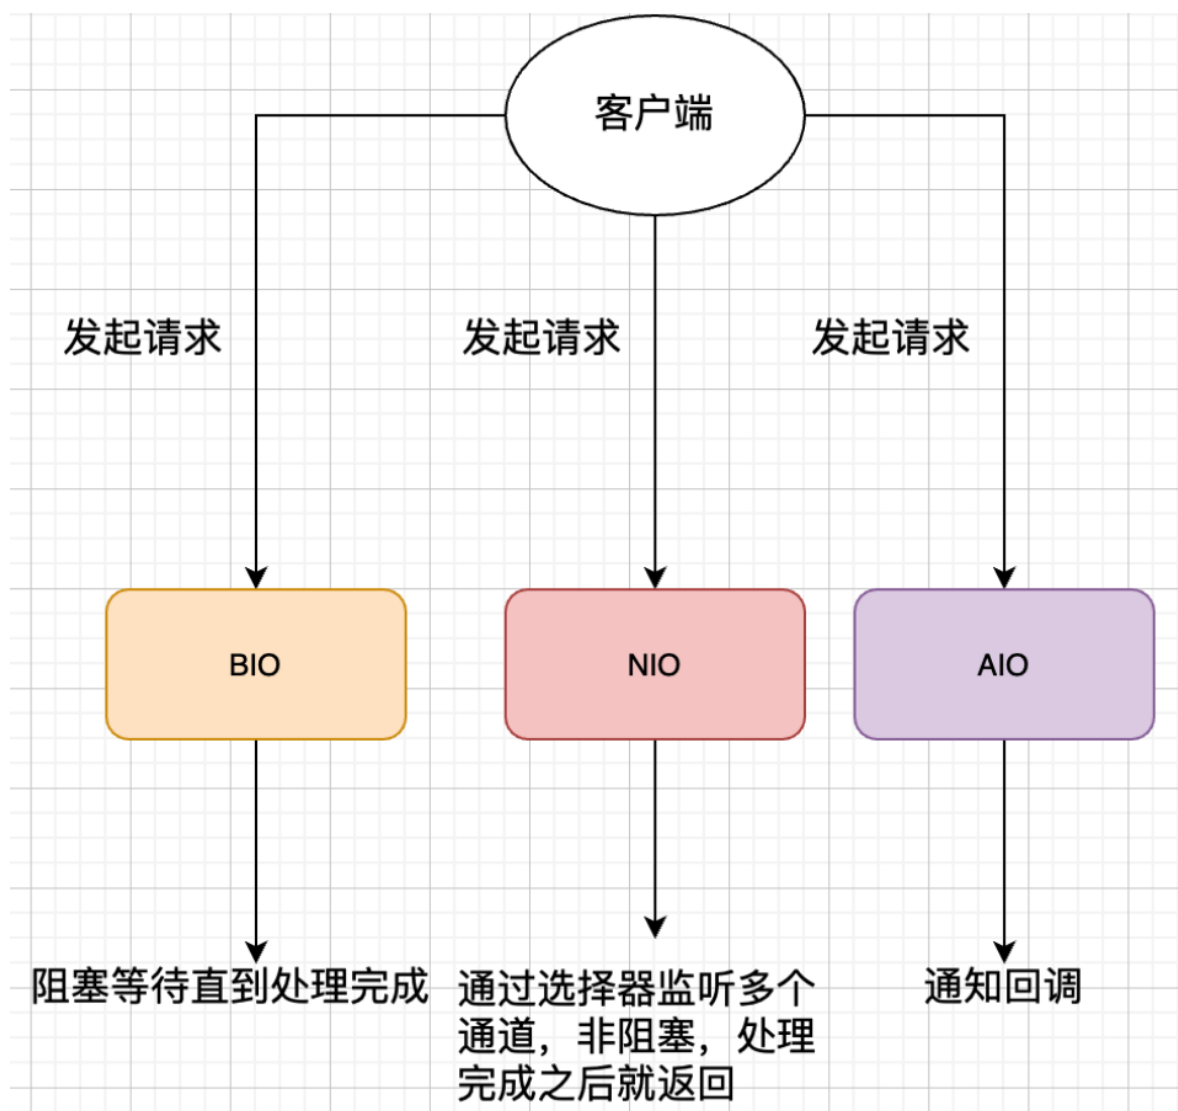 客户端
发起请求
发起请求
发起请求
BIO
NIO
AIO
阻塞等待直到处理完成
通过选择器监听多个
通道，非阻塞，处理
完成之后就返回
通知回调